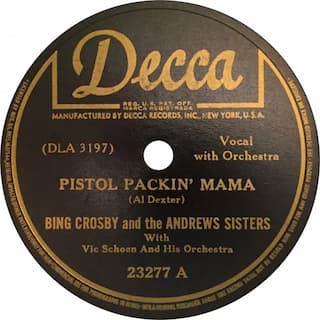 Decca
REG. U.S. PAT. OFF.
MARCA REGISTRADA
MANUFACTURED BY DECCA RECORDS, INC., NEW YORK, U.S.A.
(DLA 3197)
Vocal
with Orchestra
PISTOL PACKIN' MAMA
(Al Dexter)
BING CROSBY and the ANDREWS SISTERS
With
Vic Schoen And His Orchestra
23277 A